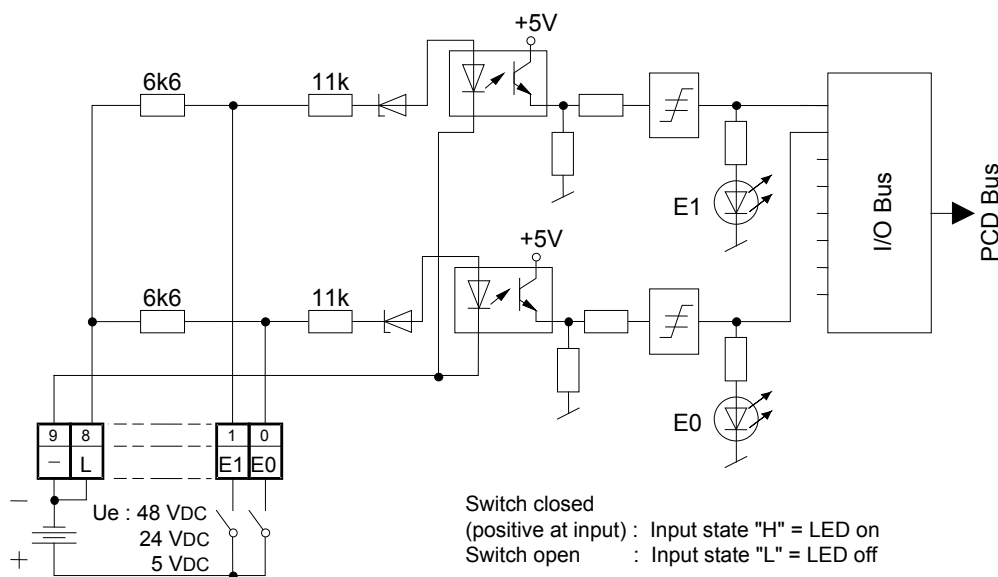 +5V
6k6
11k
E1
I/O Bus
PCD Bus
+5V
6k6
11k
E0
9 8 1 0
– L E1 E0
–
Ue : 48 VDC
24 VDC
5 VDC
+
Switch closed
(positive at input) : Input state "H" = LED on
Switch open : Input state "L" = LED off